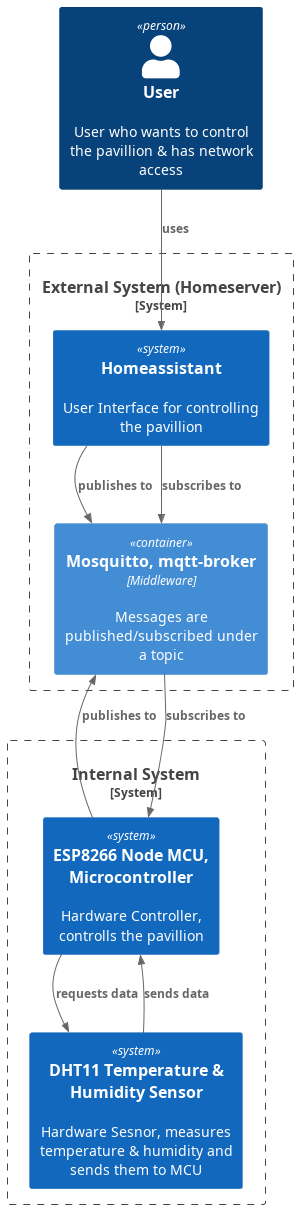 «person»
User
User who wants to control
the pavillion & has network
access
uses
External System (Homeserver)
[System]
«system»
Homeassistant
User Interface for controlling
the pavillion
publishes to
subscribes to
«container»
Mosquitto, mqtt-broker
[Middleware]
Messages are
published/subscribed under
a topic
publishes to
subscribes to
Internal System
[System]
«system»
ESP8266 Node MCU,
Microcontroller
Hardware Controller,
controlls the pavillion
requests data
sends data
«system»
DHT11 Temperature &
Humidity Sensor
Hardware Sesnor, measures
temperature & humidity and
sends them to MCU